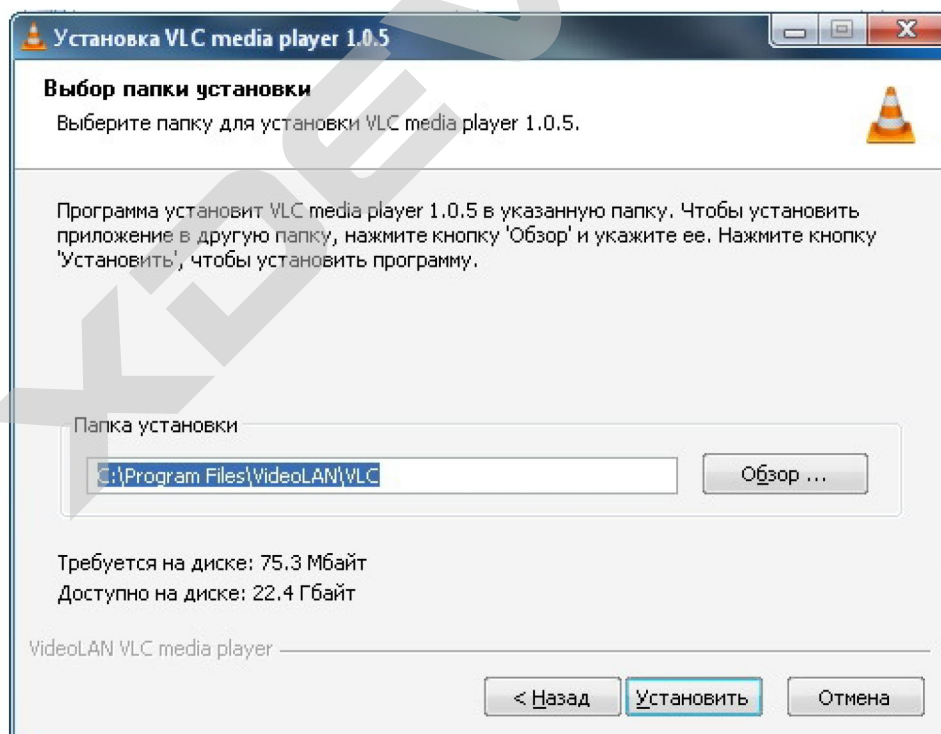 Установка VLC media player 1.0.5
Выбор папки установки
Выберите папку для установки VLC media player 1.0.5.
Программа установит VLC media player 1.0.5 в указанную папку. Чтобы установить
приложение в другую папку, нажмите кнопку 'Обзор' и укажите ее. Нажмите кнопку
'Установить', чтобы установить программу.
Папка установки
C:\Program Files\VideoLAN\VLC
Обзор ...
Требуется на диске: 75.3 Мбайт
Доступно на диске: 22.4 Гбайт
VideoLAN VLC media player
< Назад Установить Отмена
XDEV